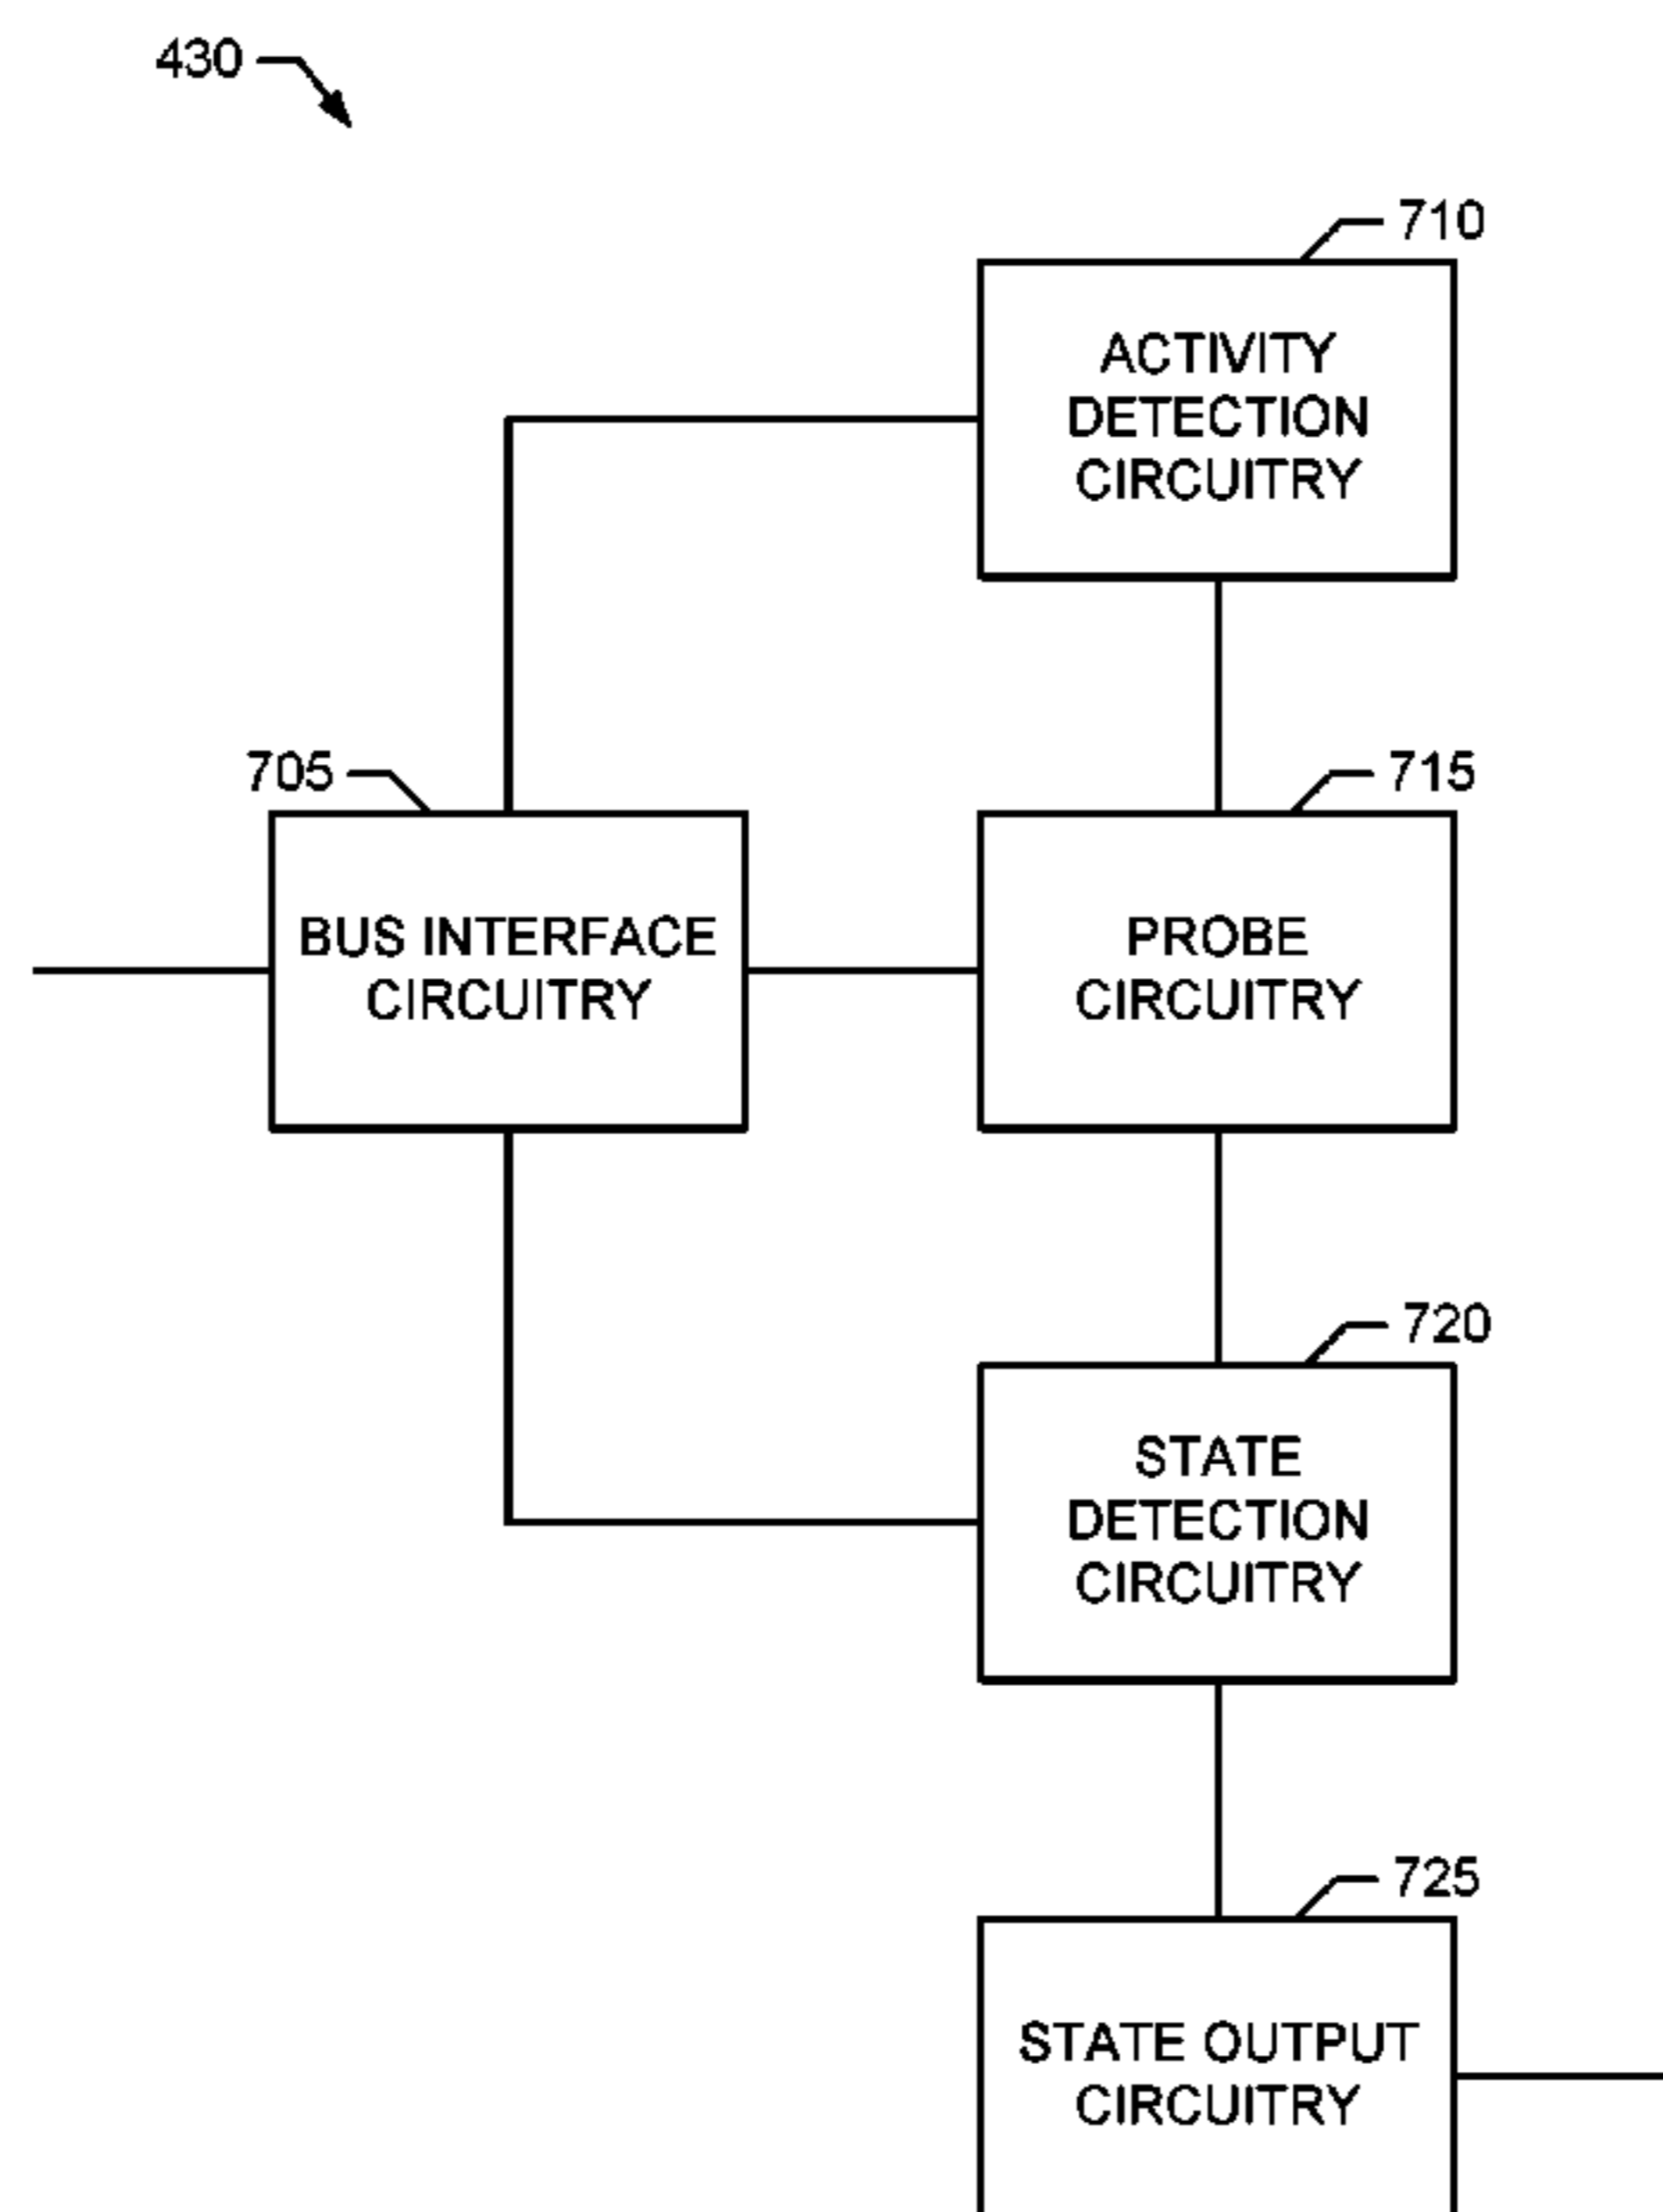 430
710
ACTIVITY
DETECTION
CIRCUITRY
705
715
BUS INTERFACE
CIRCUITRY
PROBE
CIRCUITRY
720
STATE
DETECTION
CIRCUITRY
725
STATE OUTPUT
CIRCUITRY